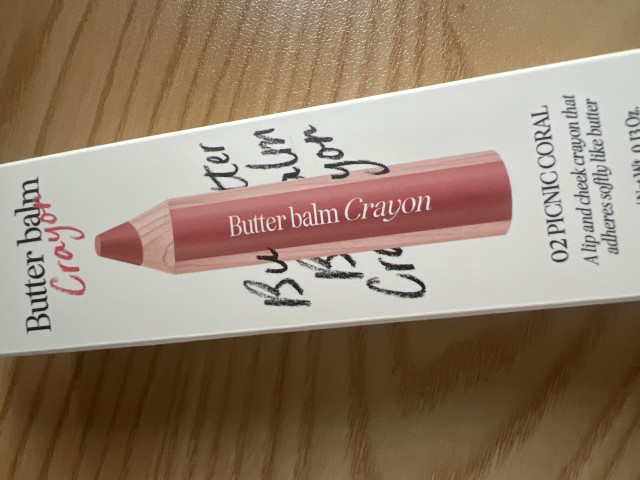 Butter balm
Crayon
Butter balm Crayon
02 PICNIC CORAL
A lip and cheek crayon that
adheres softly like butter